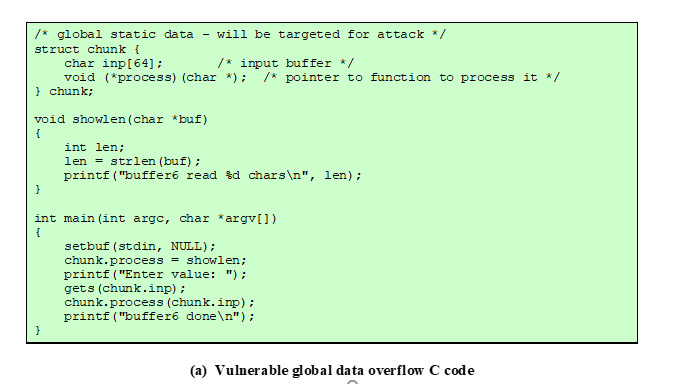 /* global static data - will be targeted for attack */
struct chunk {
    char inp[64];       /* input buffer */
    void (*process)(char *);  /* pointer to function to process it */
} chunk;

void showlen(char *buf)
{
    int len;
    len = strlen(buf);
    printf("buffer6 read %d chars\n", len);
}

int main(int argc, char *argv[])
{
    setbuf(stdin, NULL);
    chunk.process = showlen;
    printf("Enter value: ");
    gets(chunk.inp);
    chunk.process(chunk.inp);
    printf("buffer6 done\n");
}
(a) Vulnerable global data overflow C code